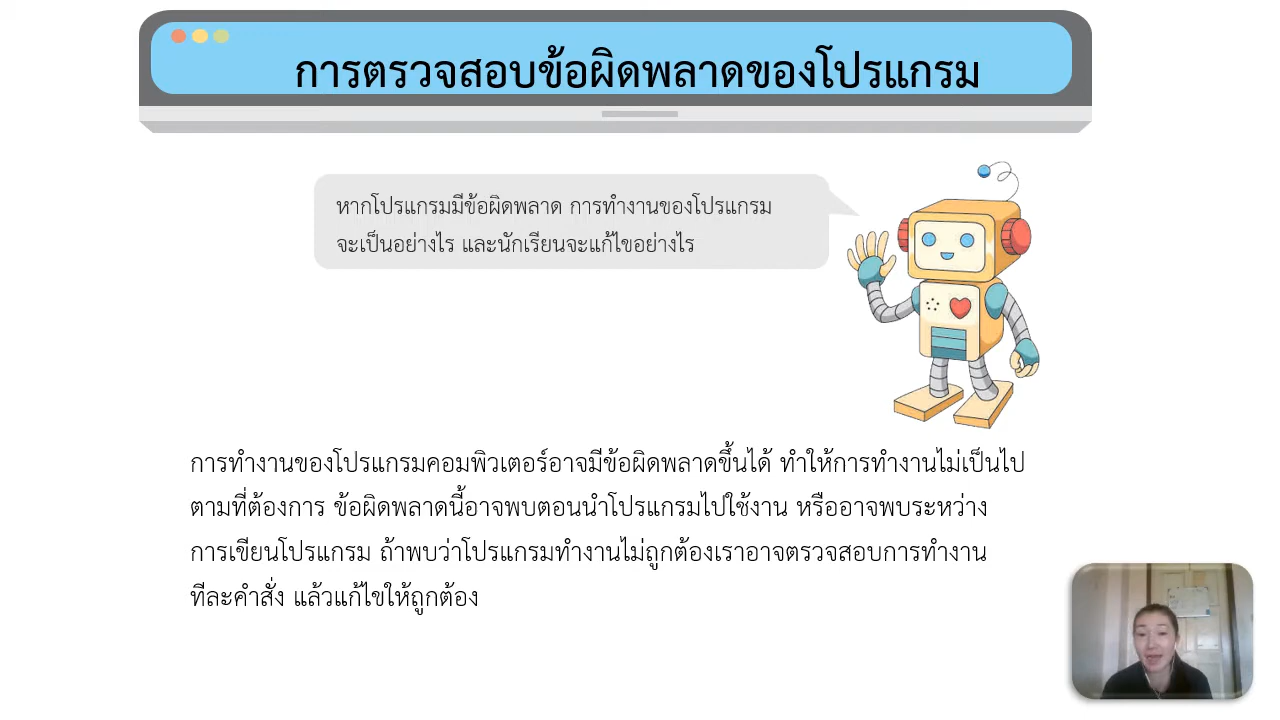 การตรวจสอบข้อผิดพลาดของโปรแกรม
หากโปรแกรมมีข้อผิดพลาด การทำงานของโปรแกรม
จะเป็นอย่างไร และนักเรียนจะแก้ไขอย่างไร
การทำงานของโปรแกรมคอมพิวเตอร์อาจมีข้อผิดพลาดขึ้นได้ ทำให้การทำงานไม่เป็นไป
ตามที่ต้องการ ข้อผิดพลาดนี้อาจพบตอนนำโปรแกรมไปใช้งาน หรืออาจพบระหว่าง
การเขียนโปรแกรม ถ้าพบว่าโปรแกรมทำงานไม่ถูกต้องเราอาจตรวจสอบการทำงาน
ทีละคำสั่ง แล้วแก้ไขให้ถูกต้อง